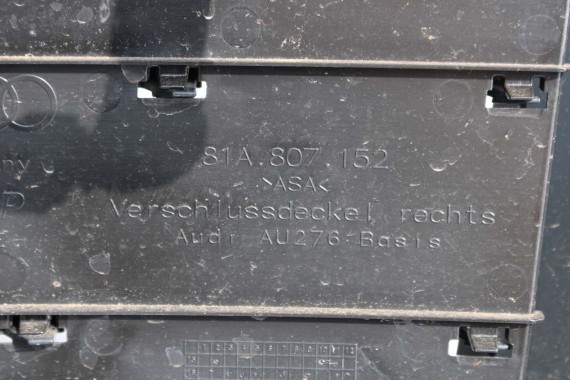 81A.807.152
>ASA<
Verschlussdeckel rechts
Audi AU276-Basis